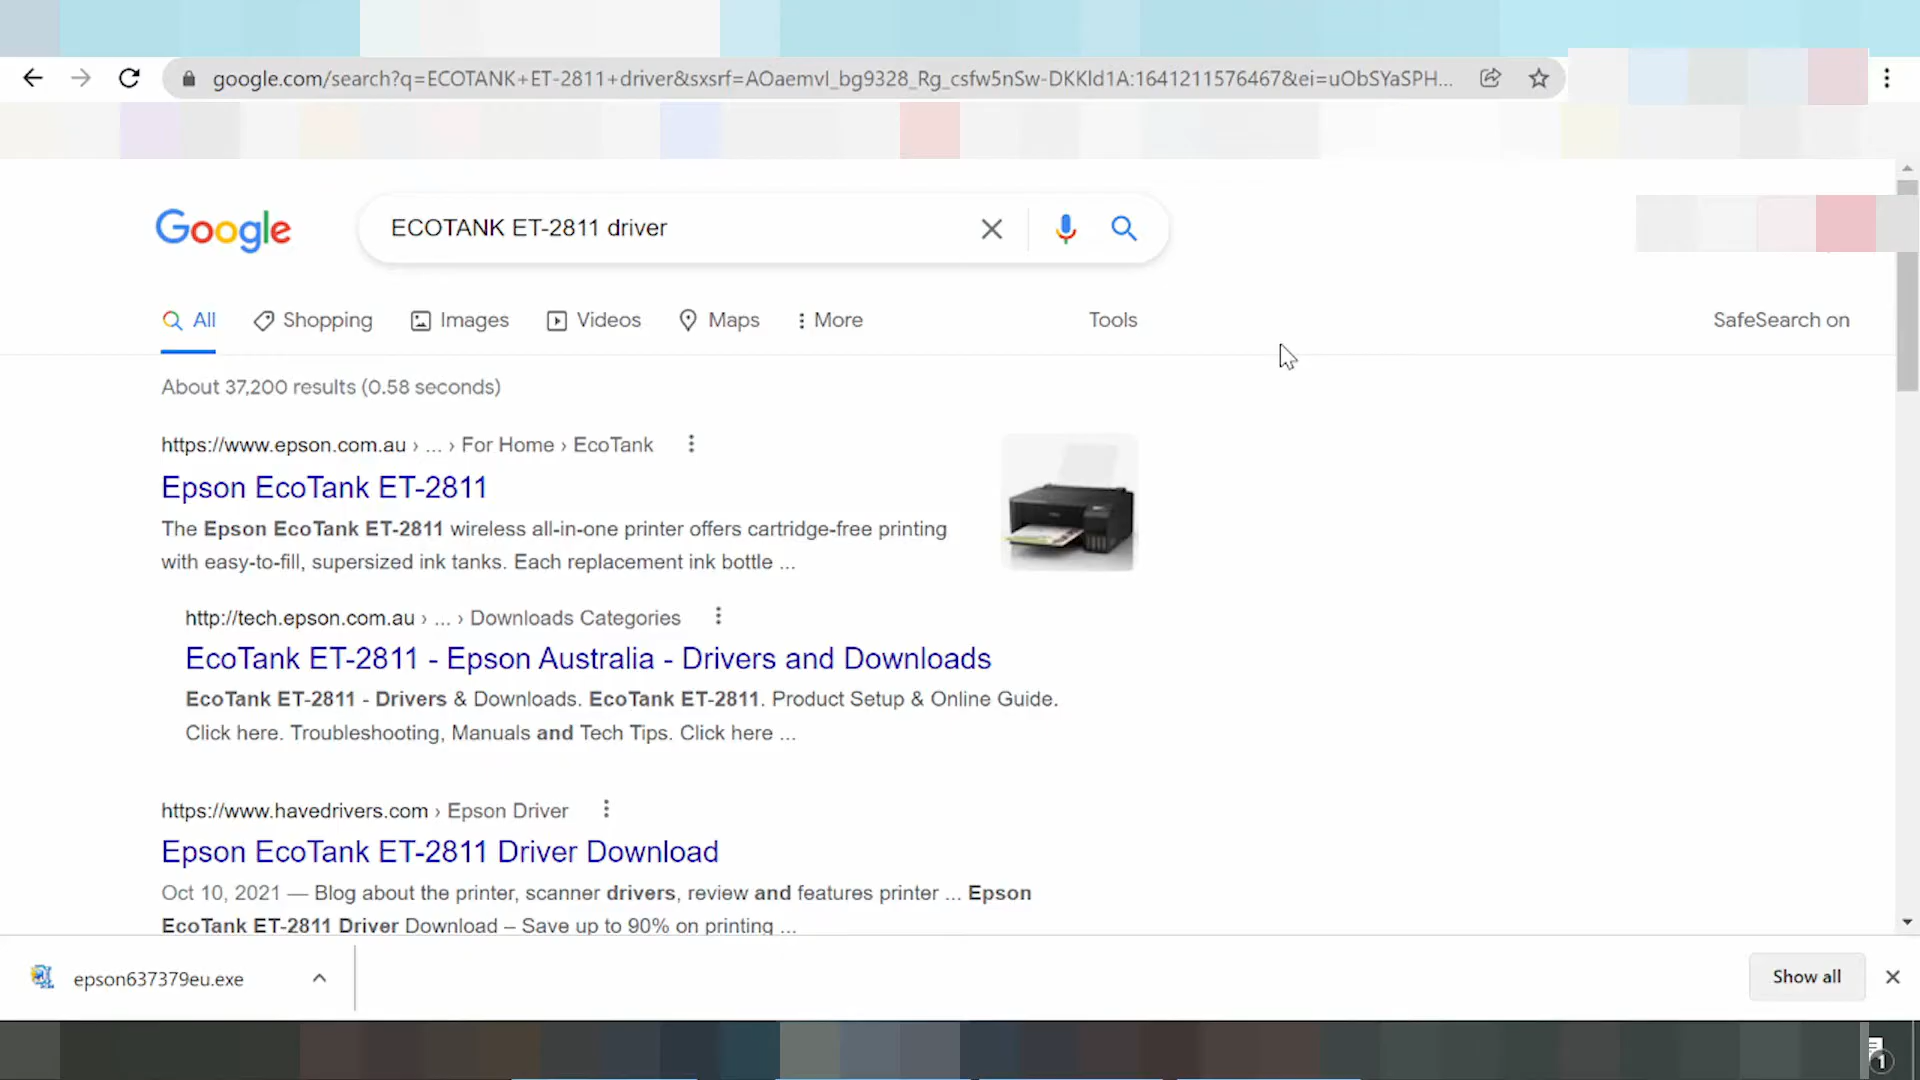 google.com/search?q=ECOTANK+ET-2811+driver&sxsrf=AOaemvI_bg9328_Rg_csfw5nSw-DKKld1A:1641211576467&ei=uObSYaSPH...
Google
ECOTANK ET-2811 driver
All Shopping Images Videos Maps More Tools SafeSearch on
About 37,200 results (0.58 seconds)
https://www.epson.com.au › ... › For Home › EcoTank
Epson EcoTank ET-2811
The Epson EcoTank ET-2811 wireless all-in-one printer offers cartridge-free printing
with easy-to-fill, supersized ink tanks. Each replacement ink bottle ...
http://tech.epson.com.au › ... › Downloads Categories
EcoTank ET-2811 - Epson Australia - Drivers and Downloads
EcoTank ET-2811 - Drivers & Downloads. EcoTank ET-2811. Product Setup & Online Guide.
Click here. Troubleshooting, Manuals and Tech Tips. Click here ...
https://www.havedrivers.com › Epson Driver
Epson EcoTank ET-2811 Driver Download
Oct 10, 2021 — Blog about the printer, scanner drivers, review and features printer ... Epson
EcoTank ET-2811 Driver Download – Save up to 90% on printing ...
epson637379eu.exe
Show all
1